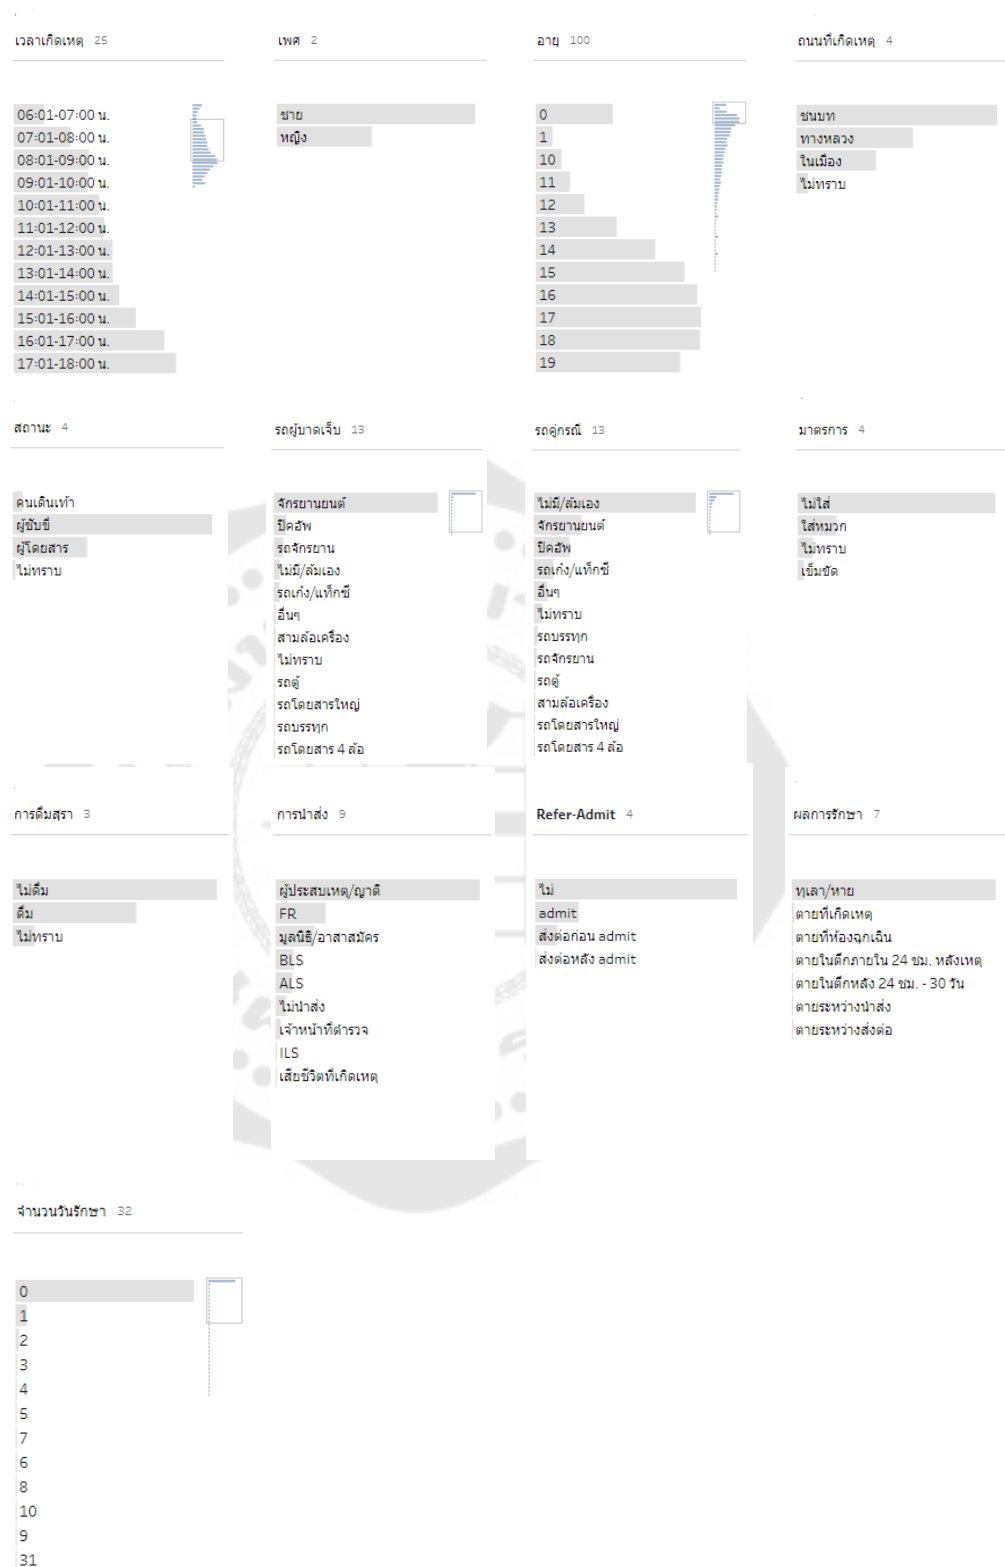 เวลาเกิดเหตุ 25
06:01-07:00 น.
07:01-08:00 น.
08:01-09:00 น.
09:01-10:00 น.
10:01-11:00 น.
11:01-12:00 น.
12:01-13:00 น.
13:01-14:00 น.
14:01-15:00 น.
15:01-16:00 น.
16:01-17:00 น.
17:01-18:00 น.
เพศ 2
ชาย
หญิง
อายุ 100
0
1
10
11
12
13
14
15
16
17
18
19
ถนนที่เกิดเหตุ 4
ชนบท
ทางหลวง
ในเมือง
ไม่ทราบ
สถานะ 4
คนเดินเท้า
ผู้ขับขี่
ผู้โดยสาร
ไม่ทราบ
รถผู้บาดเจ็บ 13
จักรยานยนต์
ปิคอัพ
รถจักรยาน
ไม่มี/ล้มเอง
รถเก๋ง/แท็กซี่
อื่นๆ
สามล้อเครื่อง
ไม่ทราบ
รถตู้
รถโดยสารใหญ่
รถบรรทุก
รถโดยสาร 4 ล้อ
รถคู่กรณี 13
ไม่มี/ล้มเอง
จักรยานยนต์
ปิคอัพ
รถเก๋ง/แท็กซี่
อื่นๆ
ไม่ทราบ
รถบรรทุก
รถจักรยาน
รถตู้
สามล้อเครื่อง
รถโดยสารใหญ่
รถโดยสาร 4 ล้อ
มาตรการ 4
ไม่ใส่
ใส่หมวก
ไม่ทราบ
เข็มขัด
การดื่มสุรา 3
ไม่ดื่ม
ดื่ม
ไม่ทราบ
การนำส่ง 9
ผู้ประสบเหตุ/ญาติ
FR
มูลนิธิ/อาสาสมัคร
BLS
ALS
ไม่นำส่ง
เจ้าหน้าที่ตำรวจ
ILS
เสียชีวิตที่เกิดเหตุ
Refer-Admit 4
ไม่
admit
ส่งต่อก่อน admit
ส่งต่อหลัง admit
ผลการรักษา 7
ทุเลา/หาย
ตายที่เกิดเหตุ
ตายที่ห้องฉุกเฉิน
ตายในตึกภายใน 24 ชม. หลังเหตุ
ตายในตึกหลัง 24 ชม. - 30 วัน
ตายระหว่างนำส่ง
ตายระหว่างส่งต่อ
จำนวนวันรักษา 32
0
1
2
3
4
5
7
6
8
10
9
31